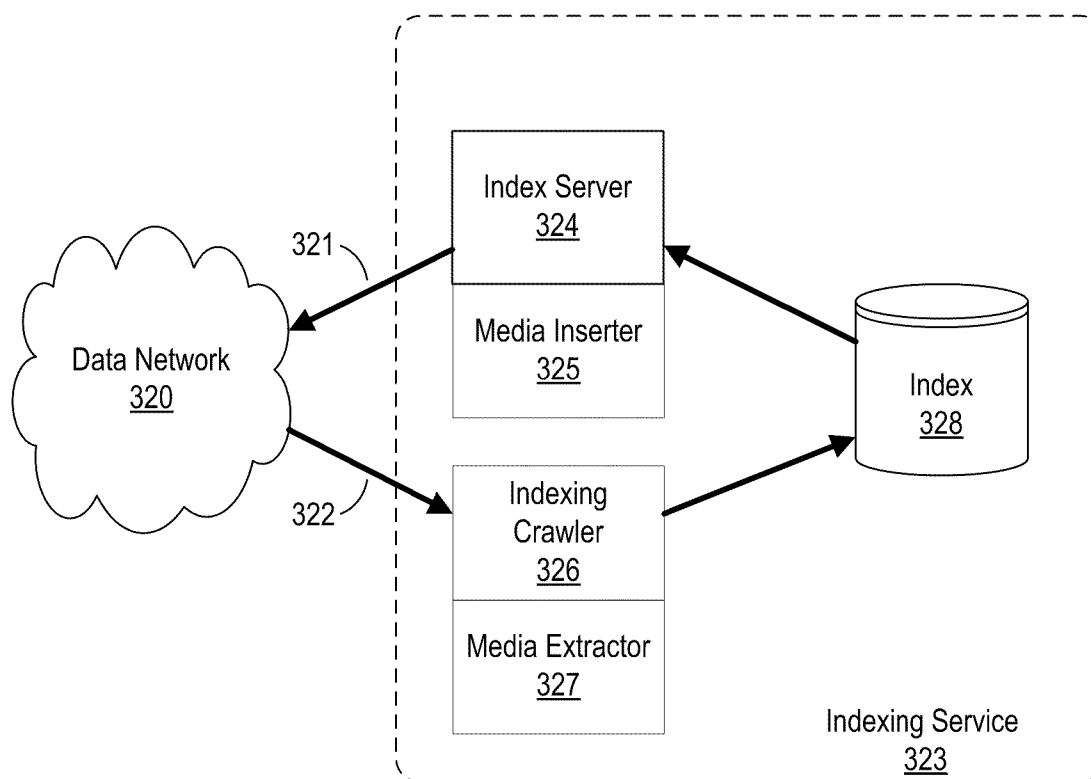 Index Server
324
321
Media Inserter
325
Data Network
320
Index
328
322
Indexing
Crawler
326
Media Extractor
327
Indexing Service
323